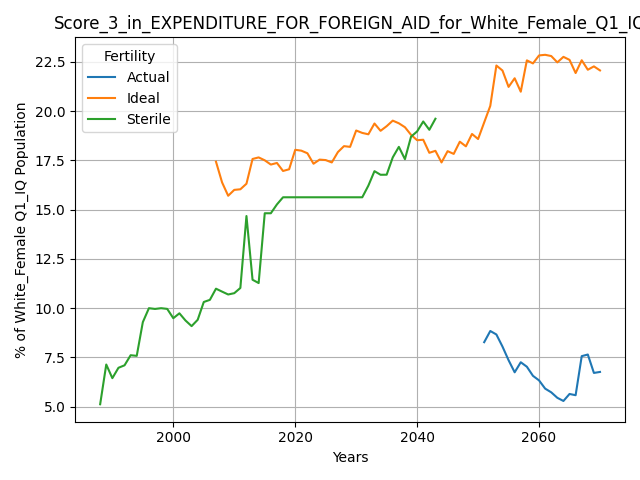 Score_3_in_EXPENDITURE_FOR_FOREIGN_AID_for_White_Female_Q1_IQ
Fertility
Actual
Ideal
Sterile
% of White_Female Q1_IQ Population
22.5
20.0
17.5
15.0
12.5
10.0
7.5
5.0
2000
2020
2040
2060
Years